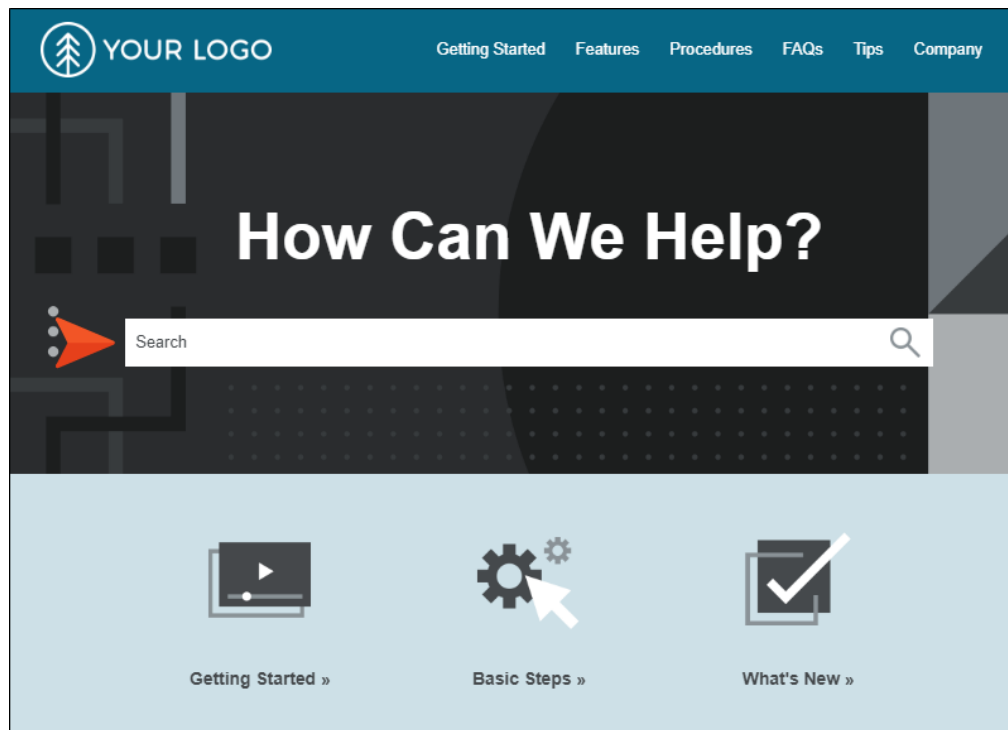 YOUR LOGO
Getting Started Features Procedures FAQs Tips Company
How Can We Help?
Search
Getting Started » Basic Steps » What's New »